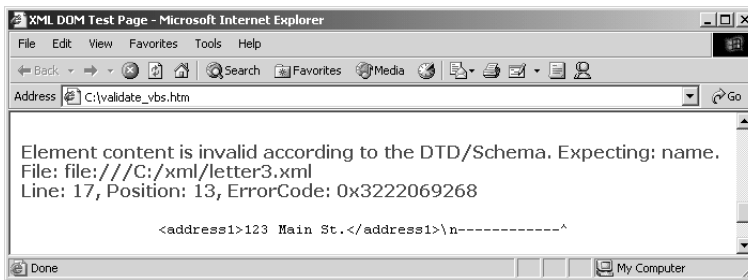 XML DOM Test Page - Microsoft Internet Explorer
File Edit View Favorites Tools Help
Back Search Favorites Media
Address C:\validate_vbs.htm Go
Element content is invalid according to the DTD/Schema. Expecting: name.
File: file:///C:/xml/letter3.xml
Line: 17, Position: 13, ErrorCode: 0x3222069268
<address1>123 Main St.</address1>\n------------^
Done My Computer